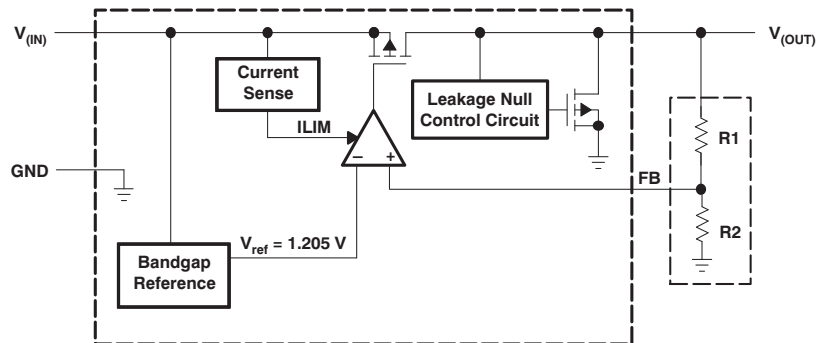 V(IN)
V(OUT)
Current
Sense
Leakage Null
Control Circuit
ILIM
R1
− +
GND
FB
R2
Vref = 1.205 V
Bandgap
Reference